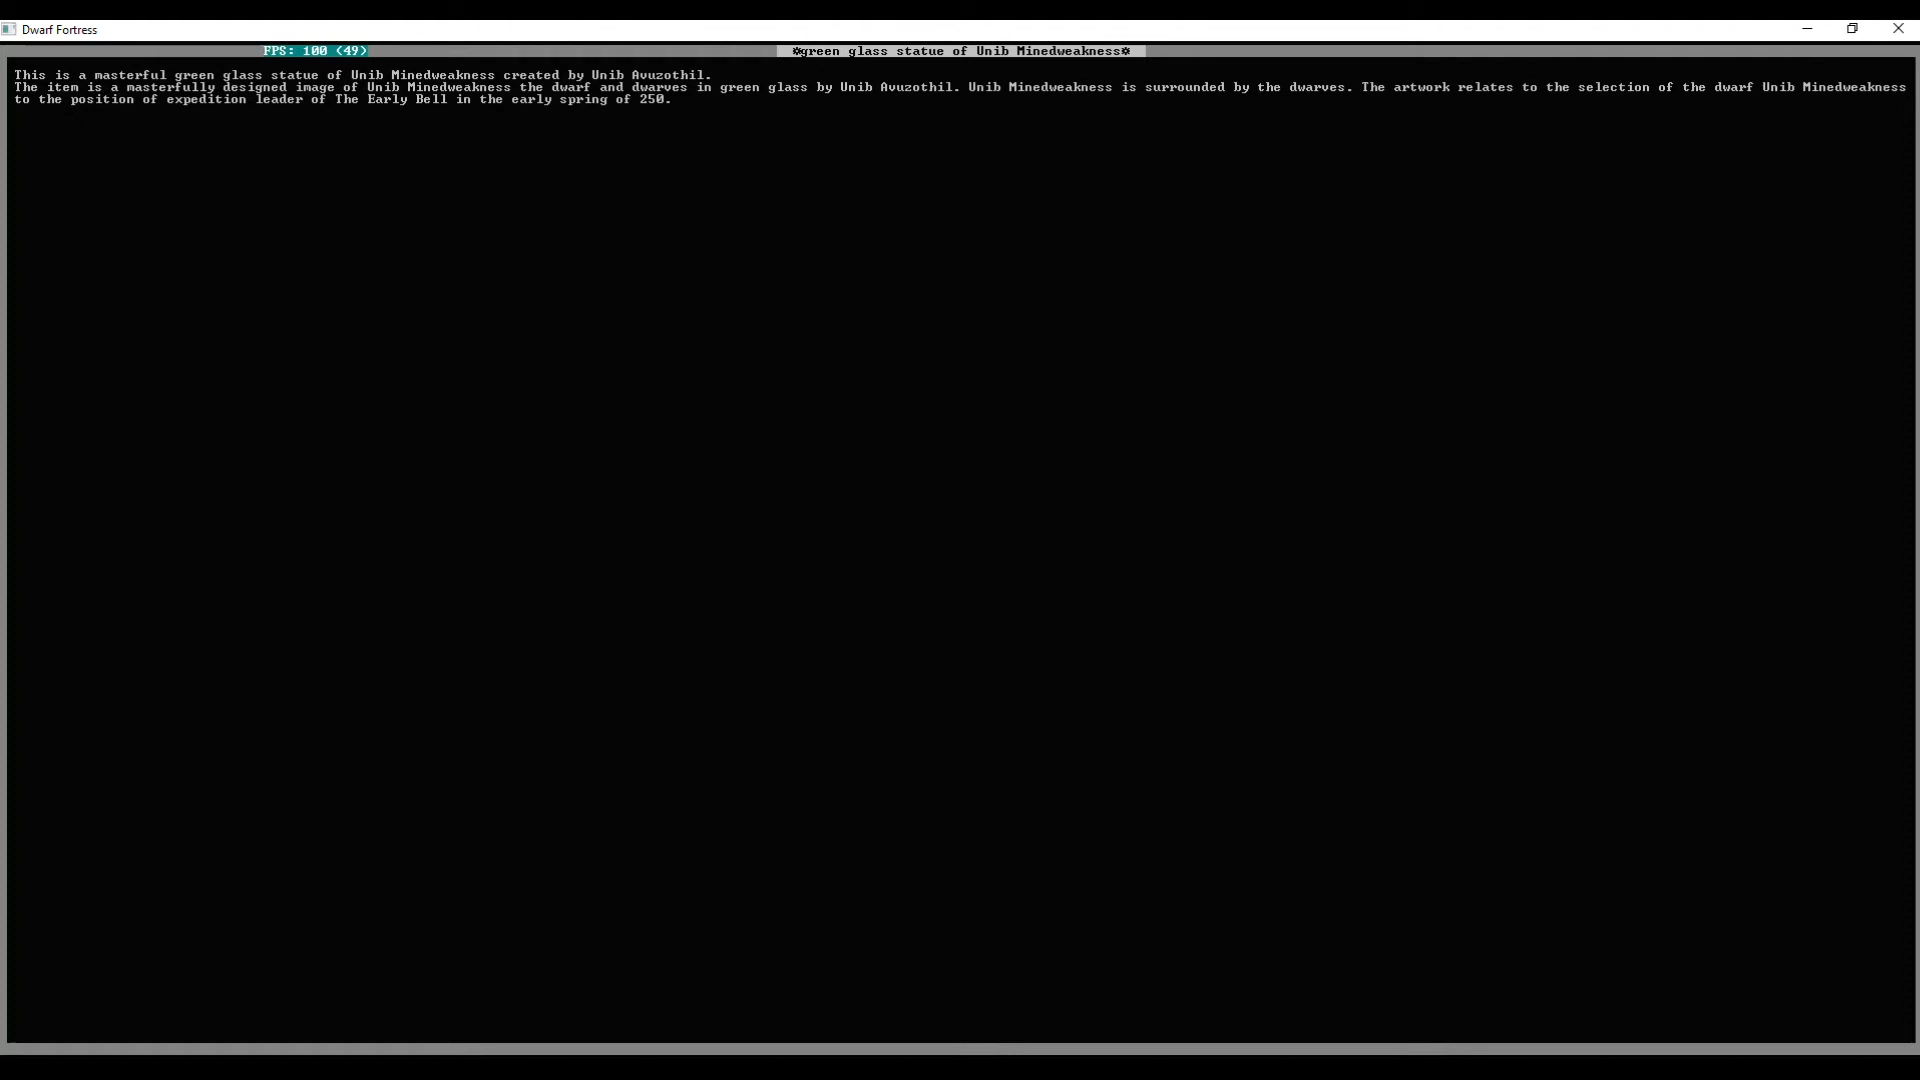 Dwarf Fortress
FPS: 100 (49)
☼green glass statue of Unib Minedweakness☼
This is a masterful green glass statue of Unib Minedweakness created by Unib Avuzothil.
The item is a masterfully designed image of Unib Minedweakness the dwarf and dwarves in green glass by Unib Avuzothil. Unib Minedweakness is surrounded by the dwarves. The artwork relates to the selection of the dwarf Unib Minedweakness
to the position of expedition leader of The Early Bell in the early spring of 250.